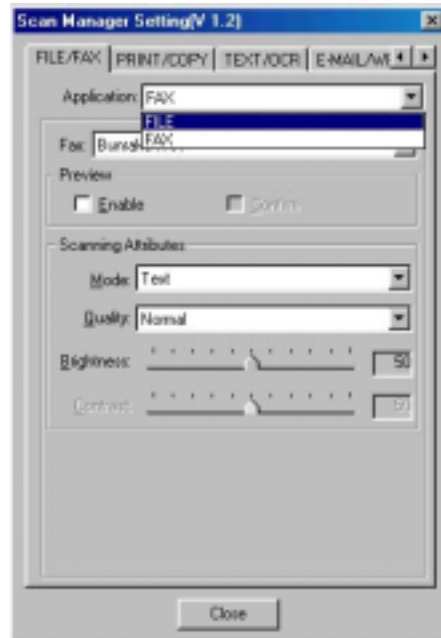 Scan Manager Setting(V 1.2)
FILE/FAX PRINT/COPY TEXT/OCR E-MAIL/W
Application: FAX
FILE
FAX
Fax:
Preview
Enable Confirm
Scanning Attributes
Mode: Text
Quality: Normal
Brightness: 50
Contrast: 50
Close